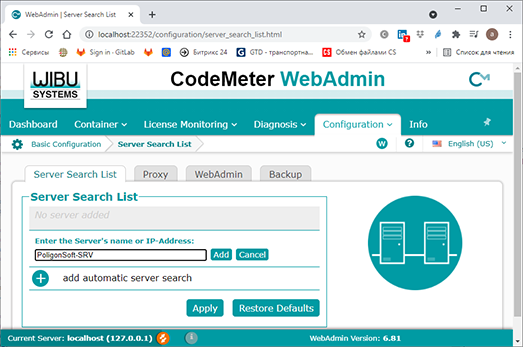 WebAdmin | Server Search List
localhost:22352/configuration/server_search_list.html
Сервисы Sign in · GitLab битрикс 24 GTD - транспортна... Обмен файлами CS » Список для чтения
WIBU
SYSTEMS
CodeMeter WebAdmin
Dashboard Container License Monitoring Diagnosis Configuration Info
Basic Configuration Server Search List W ? English (US)
Server Search List Proxy WebAdmin Backup
Server Search List
No server added
Enter the Server's name or IP-Address:
PoligonSoft-SRV Add Cancel
add automatic server search
Apply Restore Defaults
Current Server: localhost (127.0.0.1) WebAdmin Version: 6.81